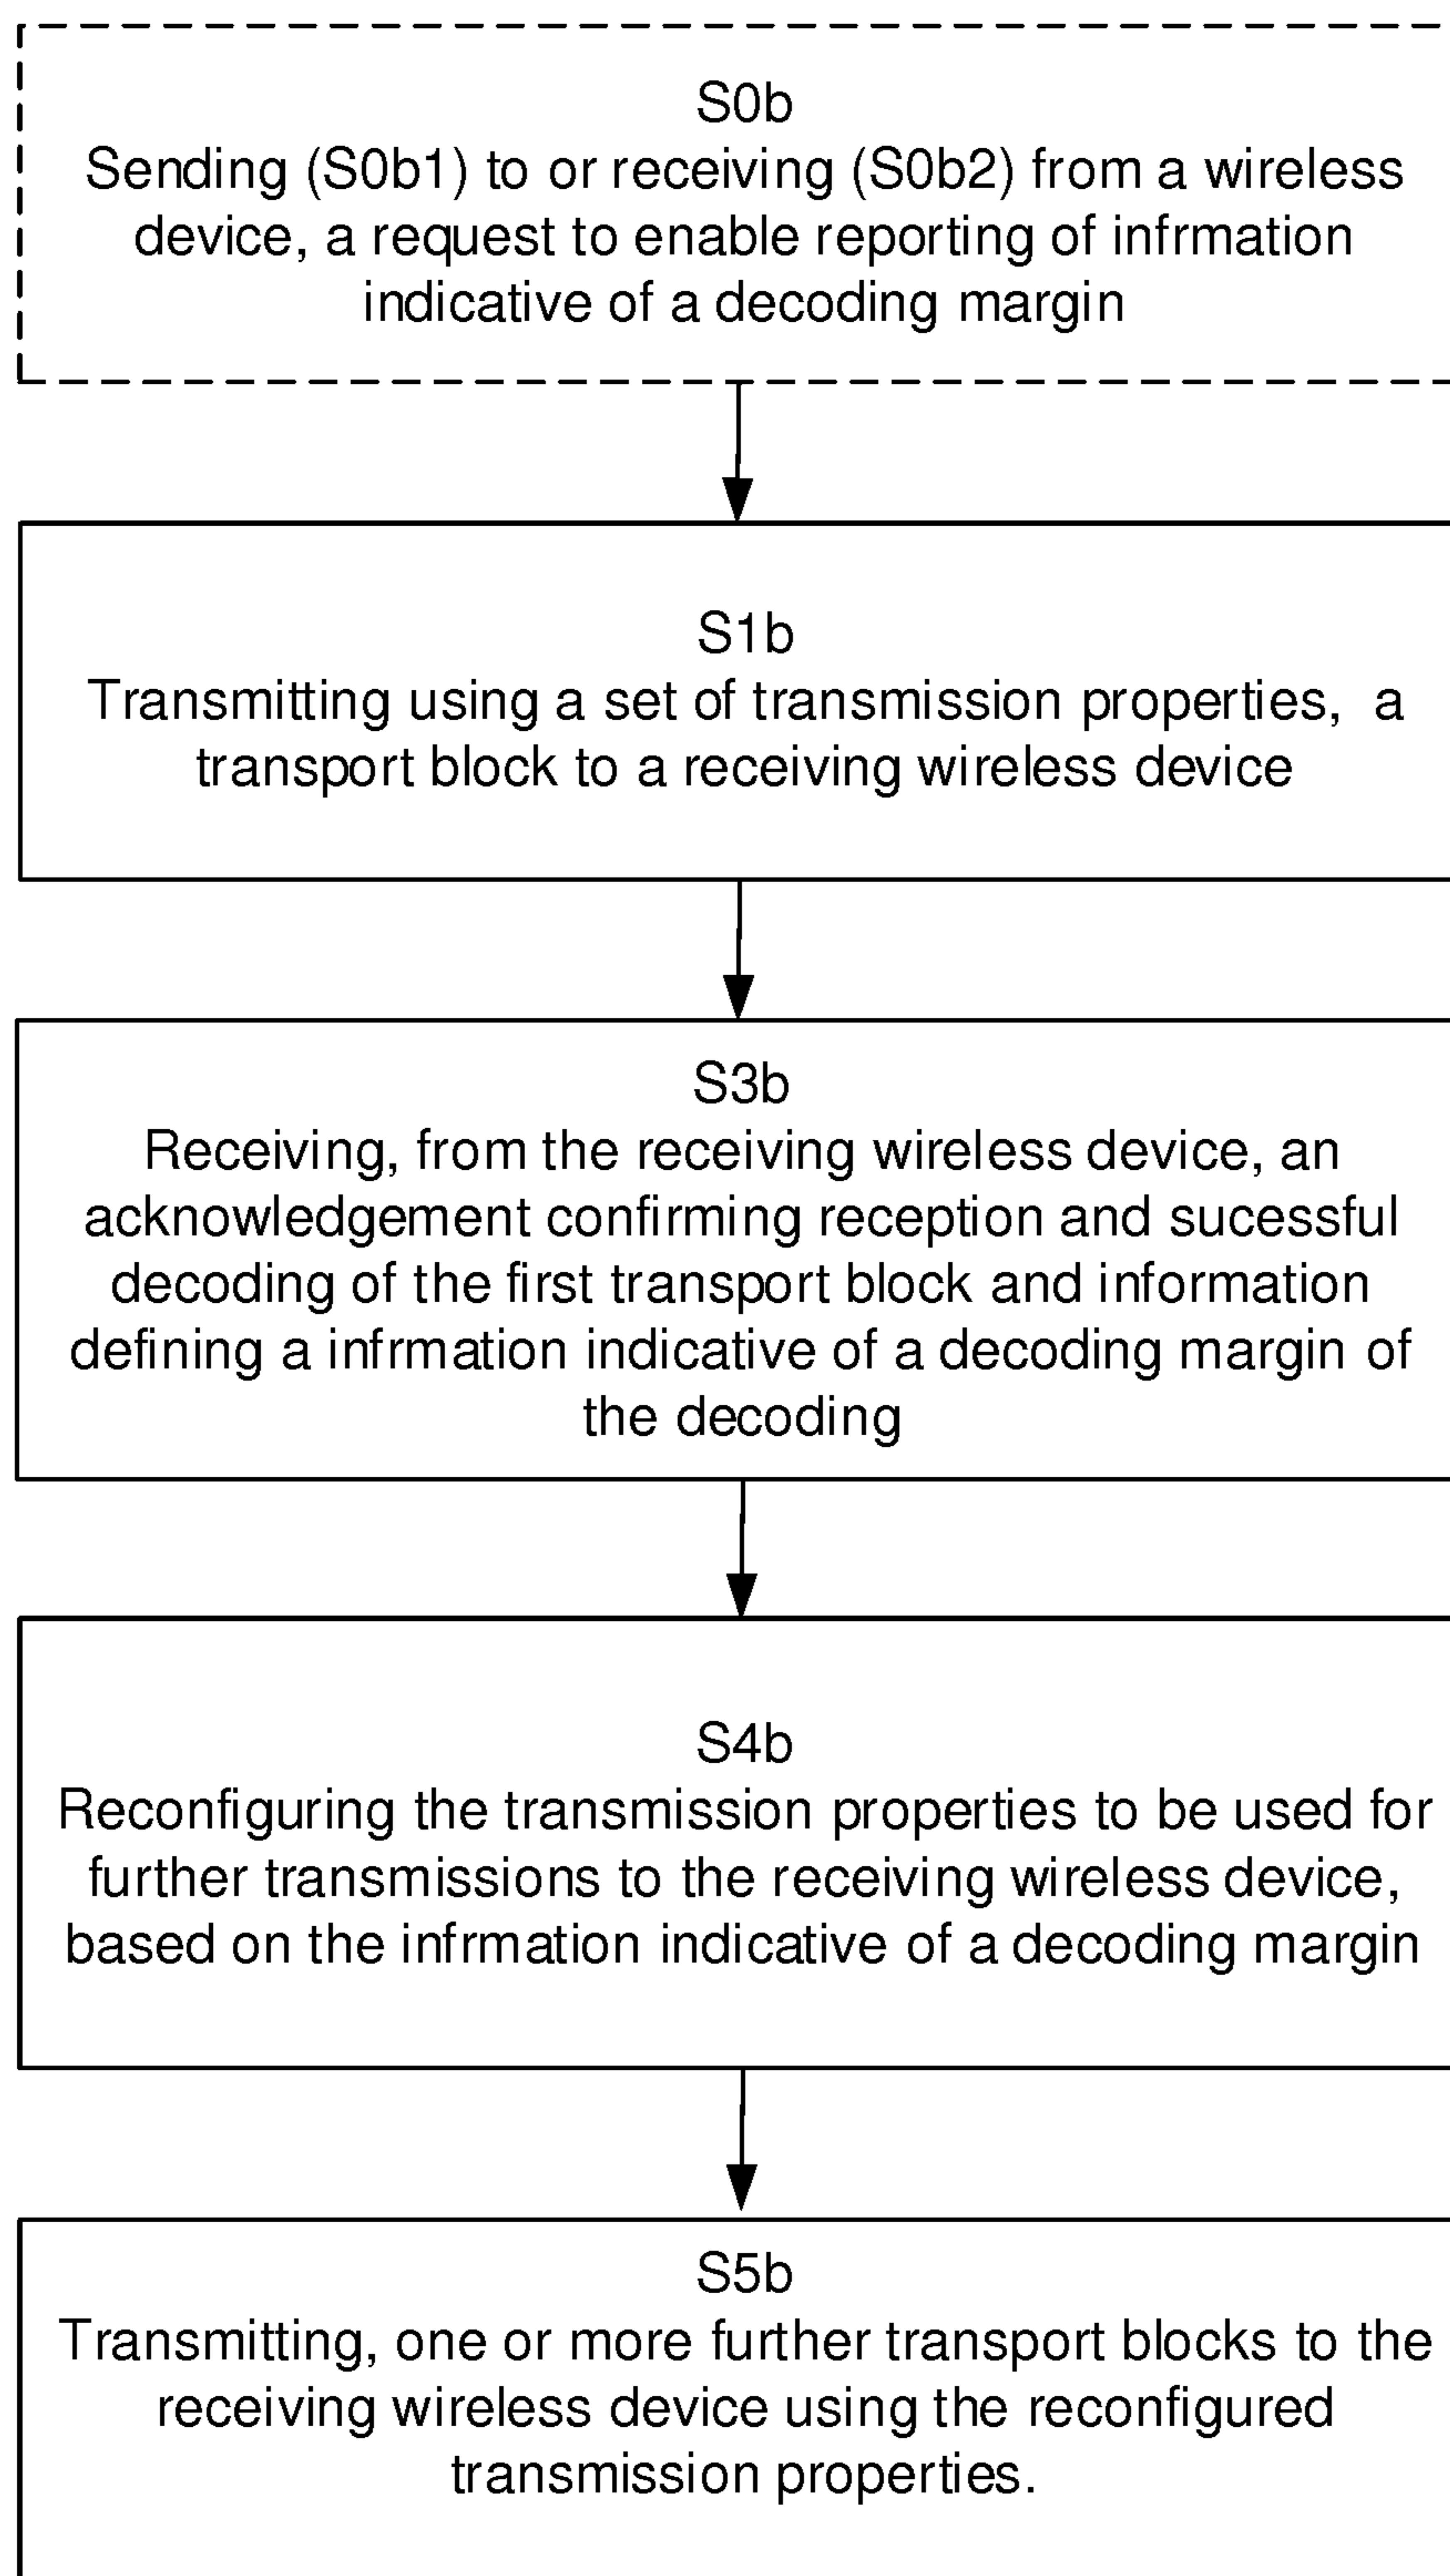 S0b
Sending (S0b1) to or receiving (S0b2) from a wireless
device, a request to enable reporting of infrmation
indicative of a decoding margin
S1b
Transmitting using a set of transmission properties,  a
transport block to a receiving wireless device
S3b
Receiving, from the receiving wireless device, an
acknowledgement confirming reception and sucessful
decoding of the first transport block and information
defining a infrmation indicative of a decoding margin of
the decoding
S4b
Reconfiguring the transmission properties to be used for
further transmissions to the receiving wireless device,
based on the infrmation indicative of a decoding margin
S5b
Transmitting, one or more further transport blocks to the
receiving wireless device using the reconfigured
transmission properties.